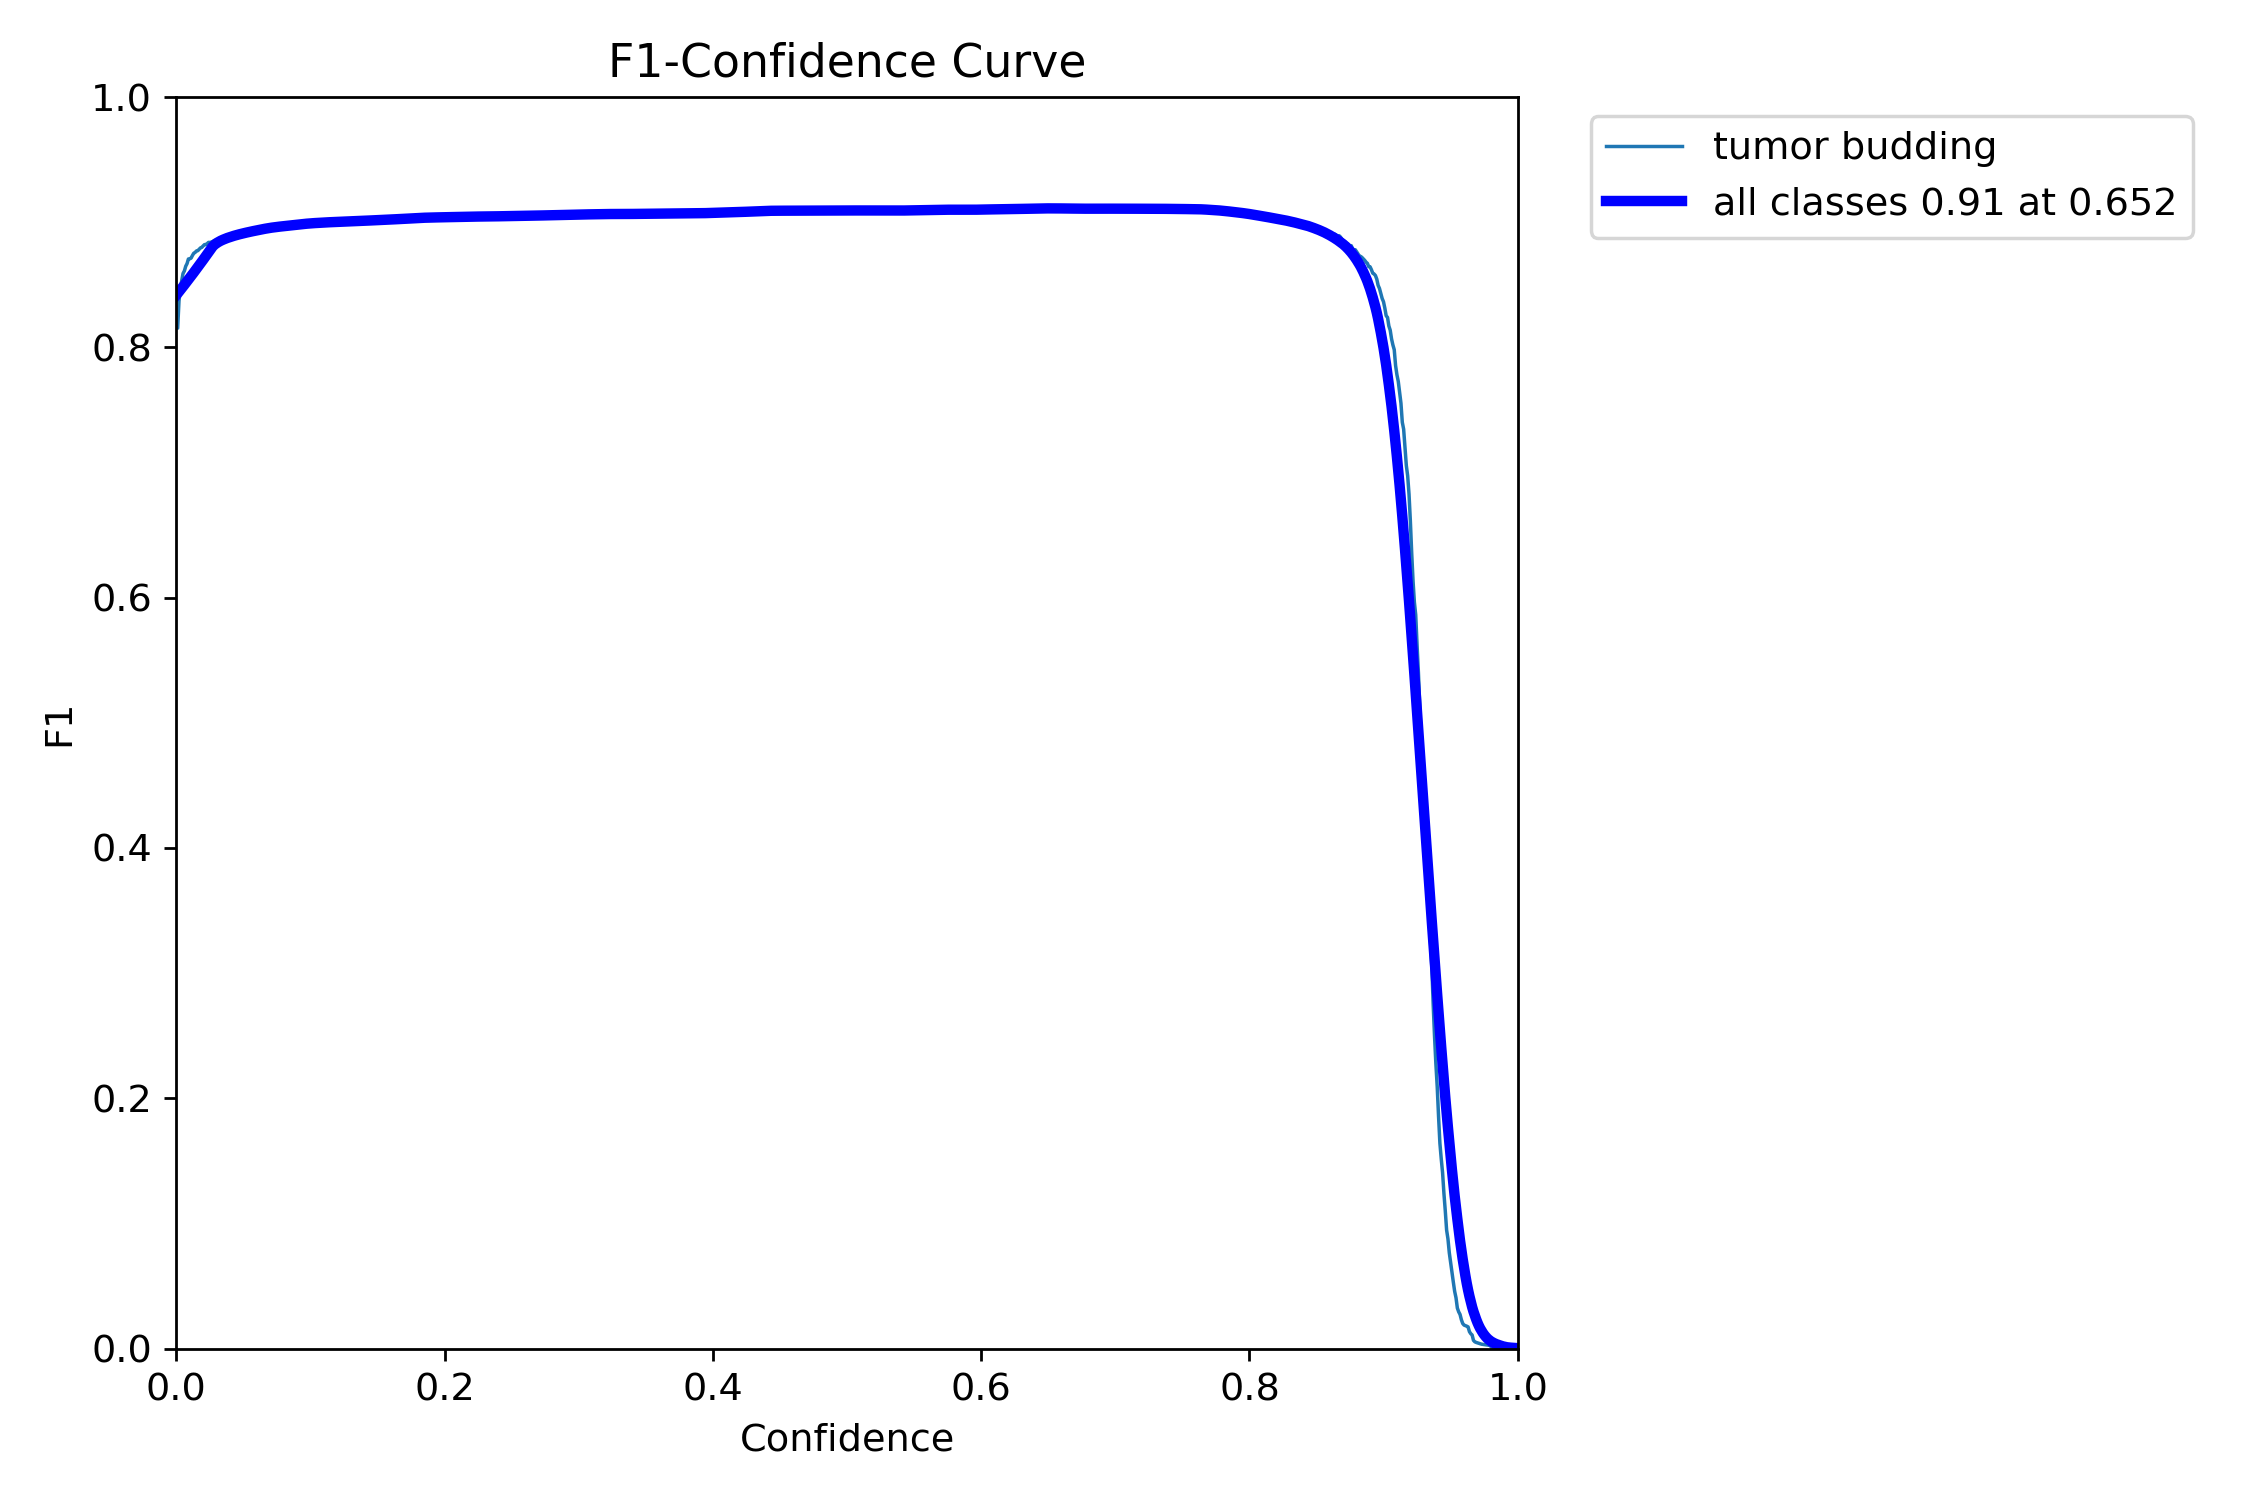 F1-Confidence Curve
1.0
0.8
0.6
0.4
0.2
0.0
F1
0.0 0.2 0.4 0.6 0.8 1.0
Confidence
tumor budding
all classes 0.91 at 0.652